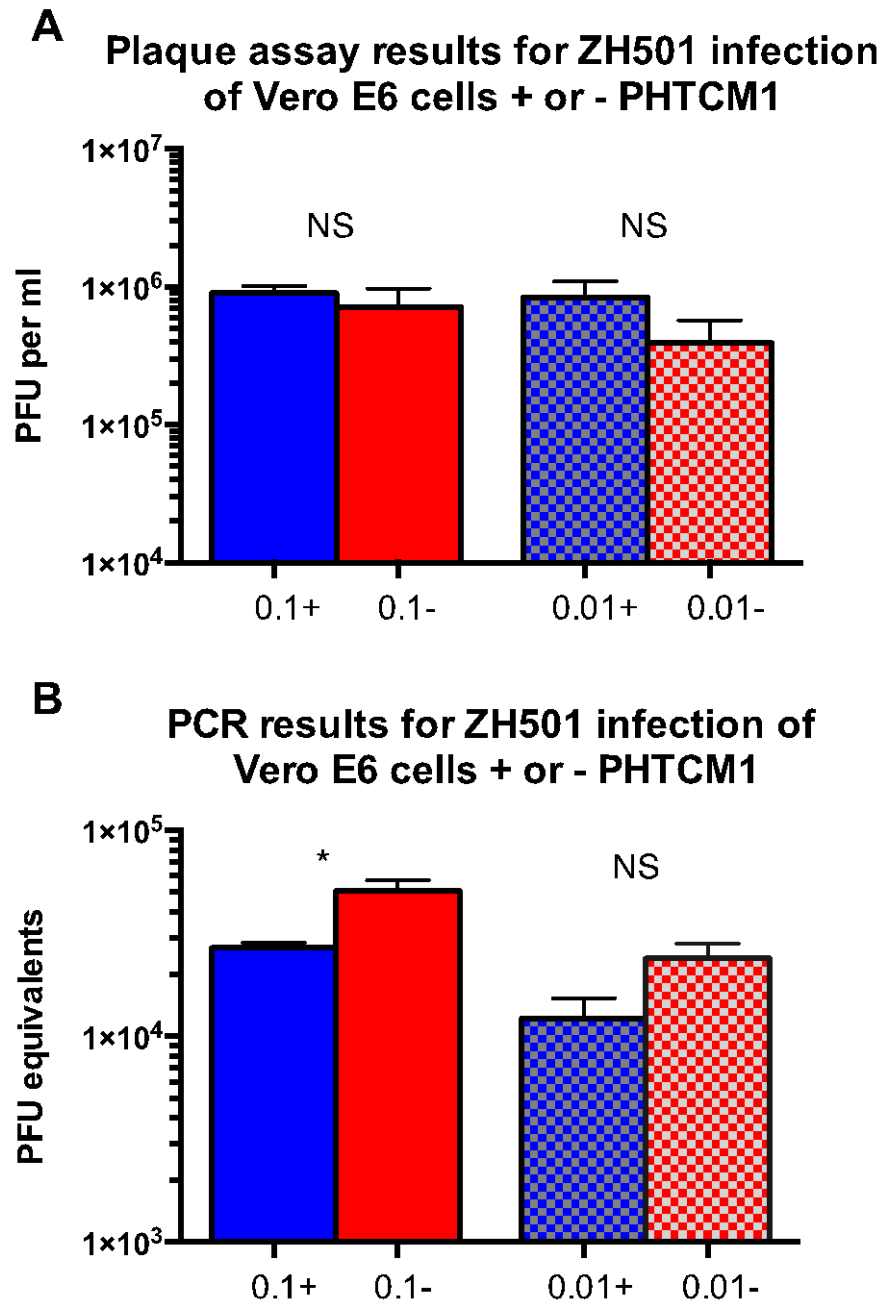 A
Plaque assay results for ZH501 infection
of Vero E6 cells + or - PHTCM1
1×10⁷
NS
NS
1×10⁶
PFU per ml
1×10⁵
1×10⁴
0.1+
0.1-
0.01+
0.01-
B
PCR results for ZH501 infection of
Vero E6 cells + or - PHTCM1
1×10⁵
*
NS
PFU equivalents
1×10⁴
1×10³
0.1+
0.1-
0.01+
0.01-